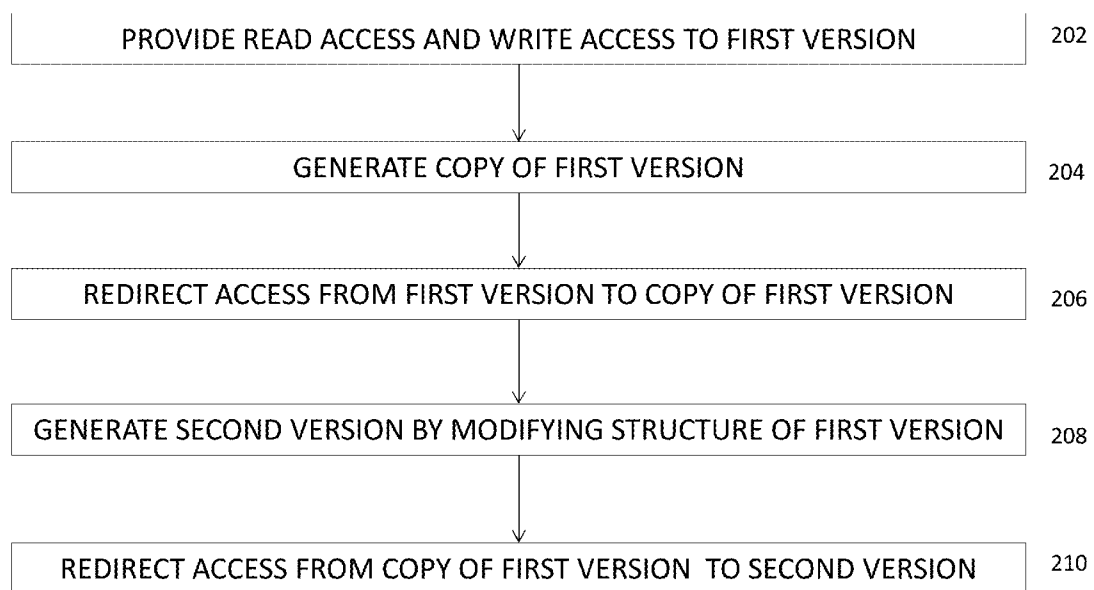 PROVIDE READ ACCESS AND WRITE ACCESS TO FIRST VERSION 202
GENERATE COPY OF FIRST VERSION 204
REDIRECT ACCESS FROM FIRST VERSION TO COPY OF FIRST VERSION 206
GENERATE SECOND VERSION BY MODIFYING STRUCTURE OF FIRST VERSION 208
REDIRECT ACCESS FROM COPY OF FIRST VERSION TO SECOND VERSION 210